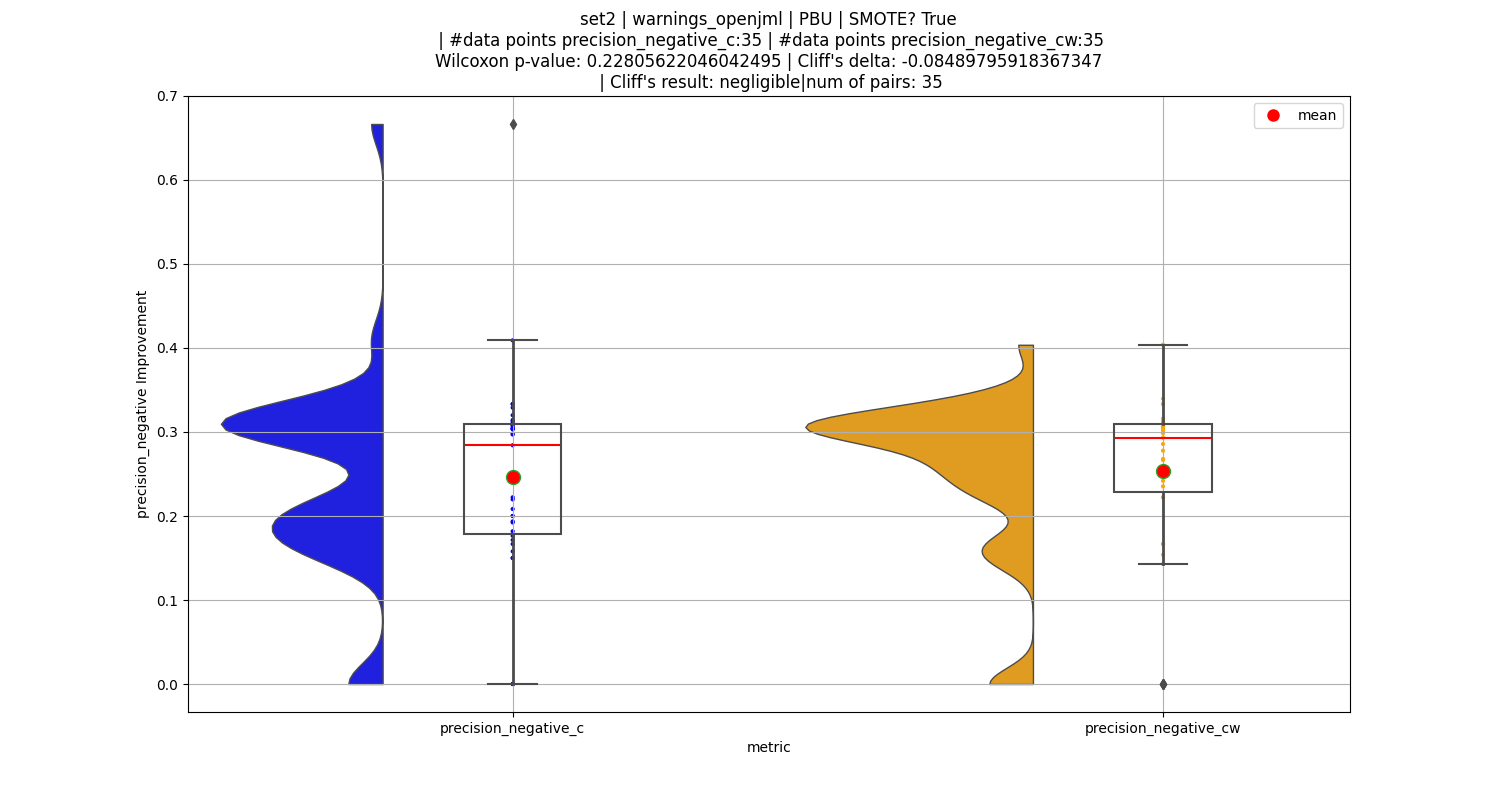 set2 | warnings_openjml | PBU | SMOTE? True
| #data points precision_negative_c:35 | #data points precision_negative_cw:35
Wilcoxon p-value: 0.22805622046042495 | Cliff's delta: -0.08489795918367347
| Cliff's result: negligible|num of pairs: 35
mean
precision_negative Improvement
0.7
0.6
0.5
0.4
0.3
0.2
0.1
0.0
precision_negative_c
precision_negative_cw
metric